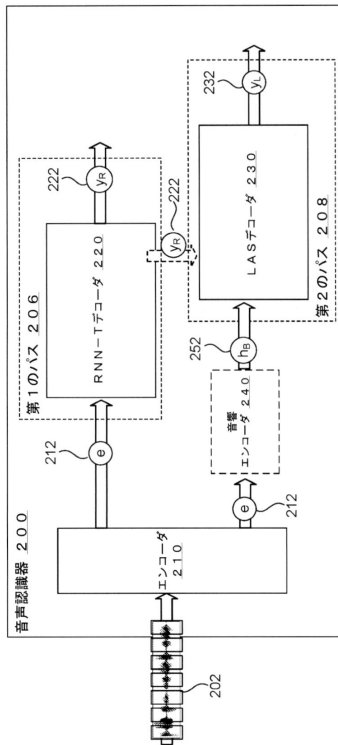 音声認識器 200
202
エンコーダ
210
e
212
第1のパス 206
RNN-Tデコーダ 220
yR
222
yR
222
e
212
音響
エンコーダ 240
hB
252
第2のパス 208
LASデコーダ 230
yL
232